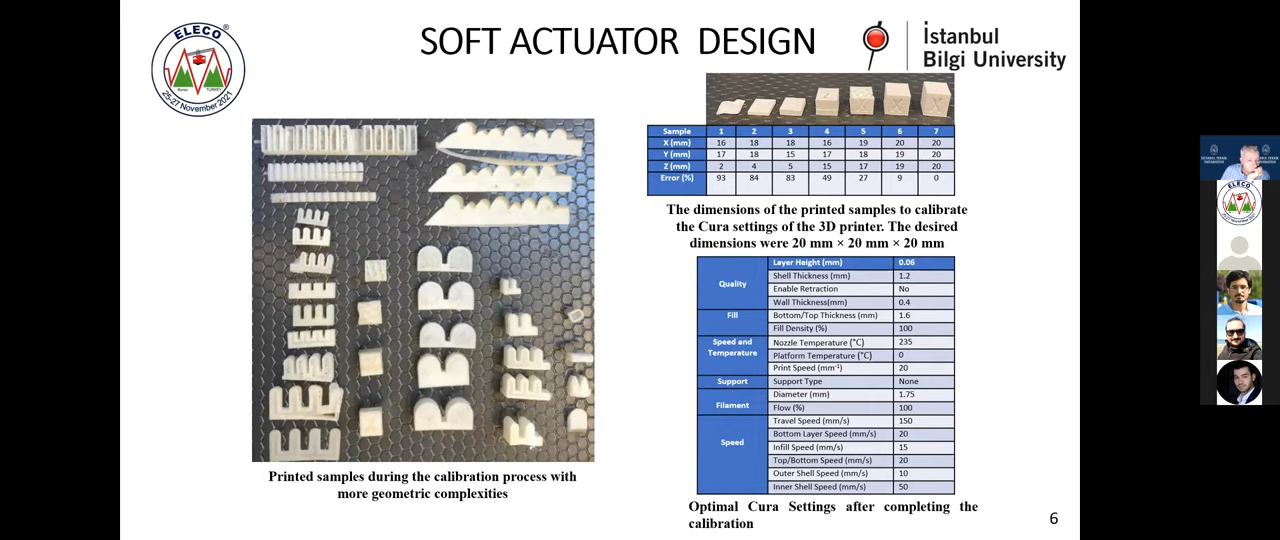 ELECO
Bursa TURKEY
25-27 November 2021
SOFT ACTUATOR DESIGN
İstanbul
Bilgi University
Sample 1 2 3 4 5 6 7
X (mm) 16 18 18 16 19 20 20
Y (mm) 17 18 15 17 18 19 20
Z (mm) 2 4 5 15 17 19 20
Error (%) 93 84 83 49 27 9 0
The dimensions of the printed samples to calibrate
the Cura settings of the 3D printer. The desired
dimensions were 20 mm × 20 mm × 20 mm
Quality
Layer Height (mm) 0.06
Shell Thickness (mm) 1.2
Enable Retraction No
Wall Thickness(mm) 0.4
Fill
Bottom/Top Thickness (mm) 1.6
Fill Density (%) 100
Speed and
Temperature
Nozzle Temperature (°C) 235
Platform Temperature (°C) 0
Print Speed (mm⁻¹) 20
Support
Support Type None
Filament
Diameter (mm) 1.75
Flow (%) 100
Speed
Travel Speed (mm/s) 150
Bottom Layer Speed (mm/s) 20
Infill Speed (mm/s) 15
Top/Bottom Speed (mm/s) 20
Outer Shell Speed (mm/s) 10
Inner Shell Speed (mm/s) 50
Printed samples during the calibration process with
more geometric complexities
Optimal Cura Settings after completing the
calibration
6
ELECO